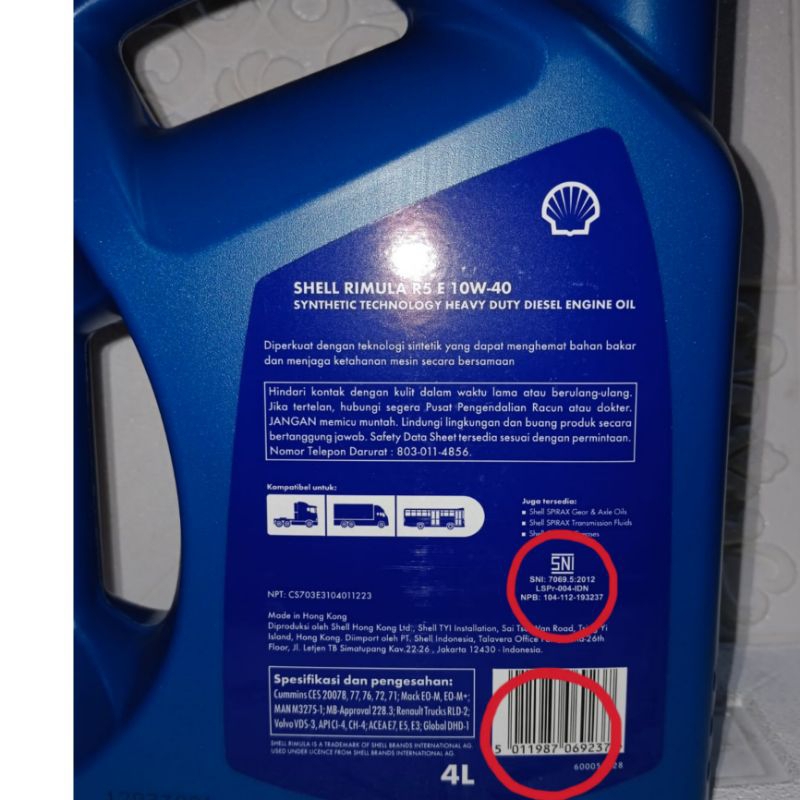 SHELL RIMULA R5 E 10W-40
SYNTHETIC TECHNOLOGY HEAVY DUTY DIESEL ENGINE OIL
Diperkuat dengan teknologi sintetik yang dapat menghemat bahan bakar
dan menjaga ketahanan mesin secara bersamaan
Hindari kontak dengan kulit dalam waktu lama atau berulang-ulang.
Jika tertelan, hubungi segera Pusat Pengendalian Racun atau dokter.
JANGAN memicu muntah. Lindungi lingkungan dan buang produk secara
bertanggung jawab. Safety Data Sheet tersedia sesuai dengan permintaan.
Nomor Telepon Darurat : 803-011-4856.
Kompatibel untuk:
Juga tersedia:
Shell SPIRAX Gear & Axle Oils
Shell SPIRAX Transmission Fluids
SNI
SNI: 7069.5:2012
LSPr-004-IDN
NPB: 104-112-193237
NPT: CS703E3104011223
Made in Hong Kong
Diproduksi oleh Shell Hong Kong Ltd., Shell TYI Installation, Sai Wan Road, Yi
Island, Hong Kong. Diimport oleh PT. Shell Indonesia, Talavera Office 26th
Floor, Jl. Letjen TB Simatupang Kav.22-26, Jakarta 12430 - Indonesia.
Spesifikasi dan pengesahan:
Cummins CES 20078, 77, 76, 72, 71; Mack EO-M, EO-M+;
MAN M3275-1; MB-Approval 228.3; Renault Trucks RLD-2;
Volvo VDS-3, API CI-4, CH-4; ACEA E7, E5, E3; Global DHD-1
SHELL RIMULA IS A TRADEMARK OF SHELL BRANDS INTERNATIONAL AG.
USED UNDER LICENCE FROM SHELL BRANDS INTERNATIONAL AG.
5 011987 069237
4L